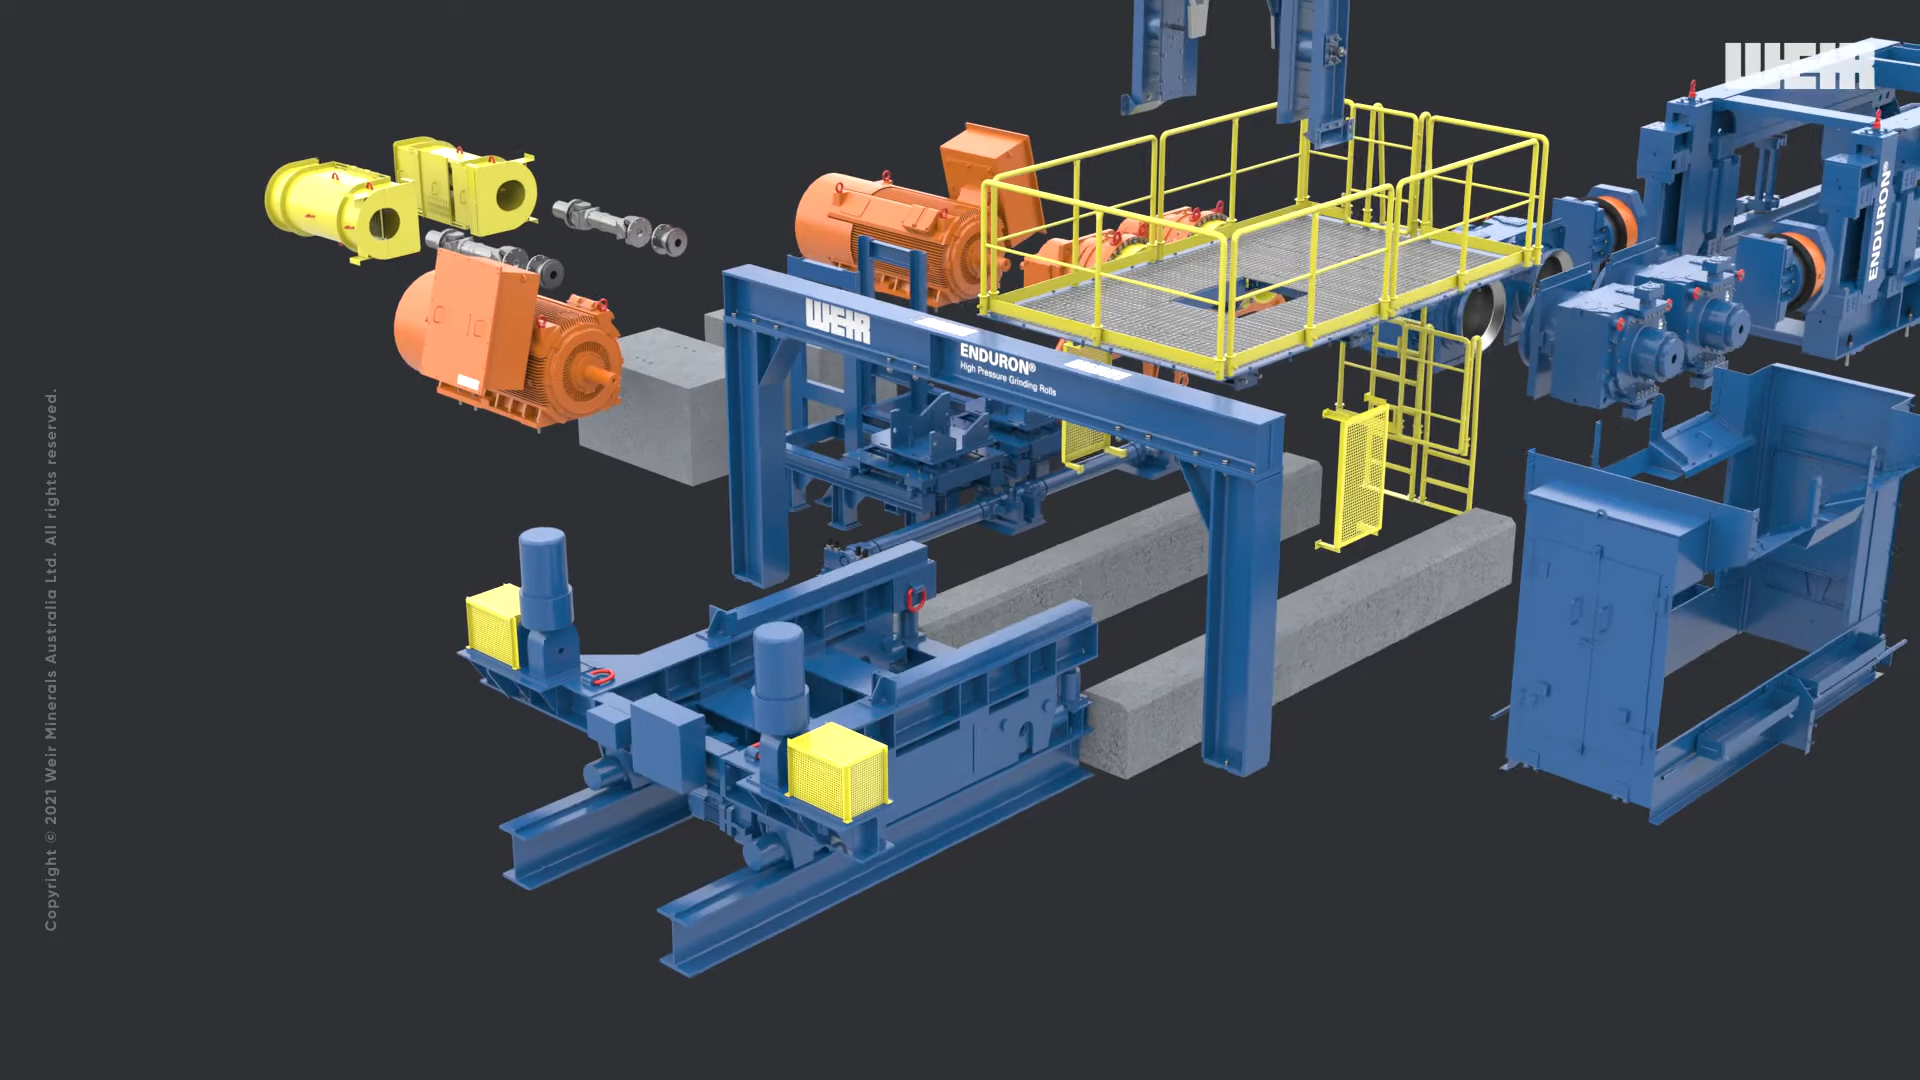 WEIR
ENDURON®
WEIR
ENDURON®
High Pressure Grinding Rolls
Copyright © 2021 Weir Minerals Australia Ltd. All rights reserved.